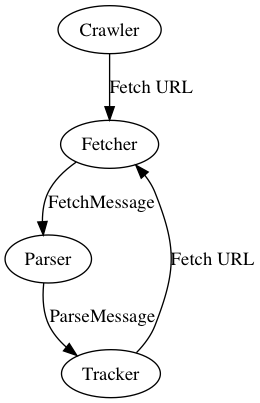 Crawler
Fetch URL
Fetcher
FetchMessage
Parser
Fetch URL
ParseMessage
Tracker